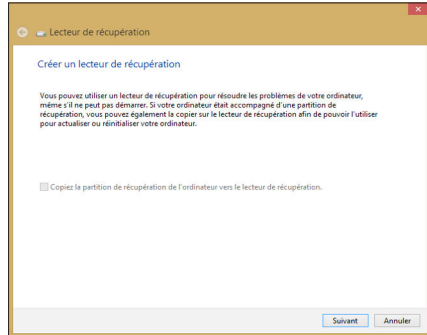 Lecteur de récupération
Créer un lecteur de récupération
Vous pouvez utiliser un lecteur de récupération pour résoudre les problèmes de votre ordinateur,
même s'il ne peut pas démarrer. Si votre ordinateur était accompagné d'une partition de
récupération, vous pouvez également la copier sur le lecteur de récupération afin de pouvoir l'utiliser
pour actualiser ou réinitialiser votre ordinateur.
Copiez la partition de récupération de l'ordinateur vers le lecteur de récupération.
Suivant Annuler